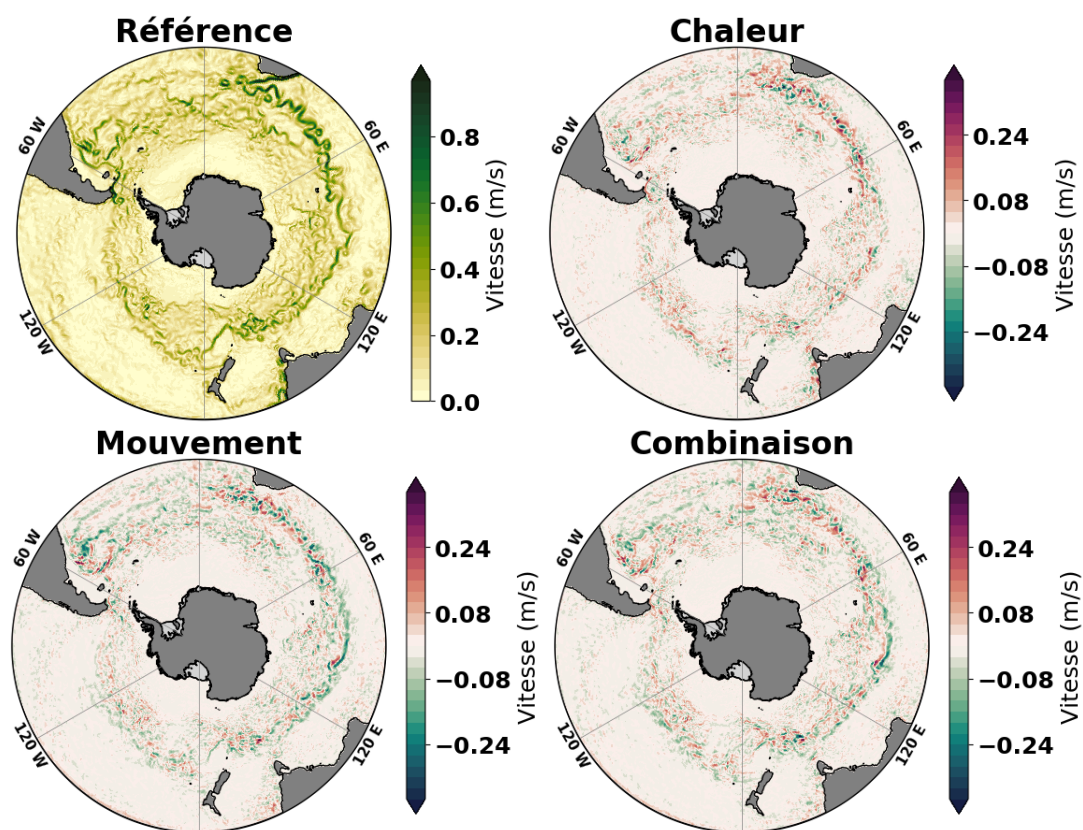 Référence
60 W
60 E
120 W
120 E
0.8
0.6
0.4
0.2
0.0
Vitesse (m/s)
Chaleur
60 W
60 E
120 W
120 E
0.24
0.08
−0.08
−0.24
Vitesse (m/s)
Mouvement
60 W
60 E
120 W
120 E
0.24
0.08
−0.08
−0.24
Vitesse (m/s)
Combinaison
60 W
60 E
120 W
120 E
0.24
0.08
−0.08
−0.24
Vitesse (m/s)